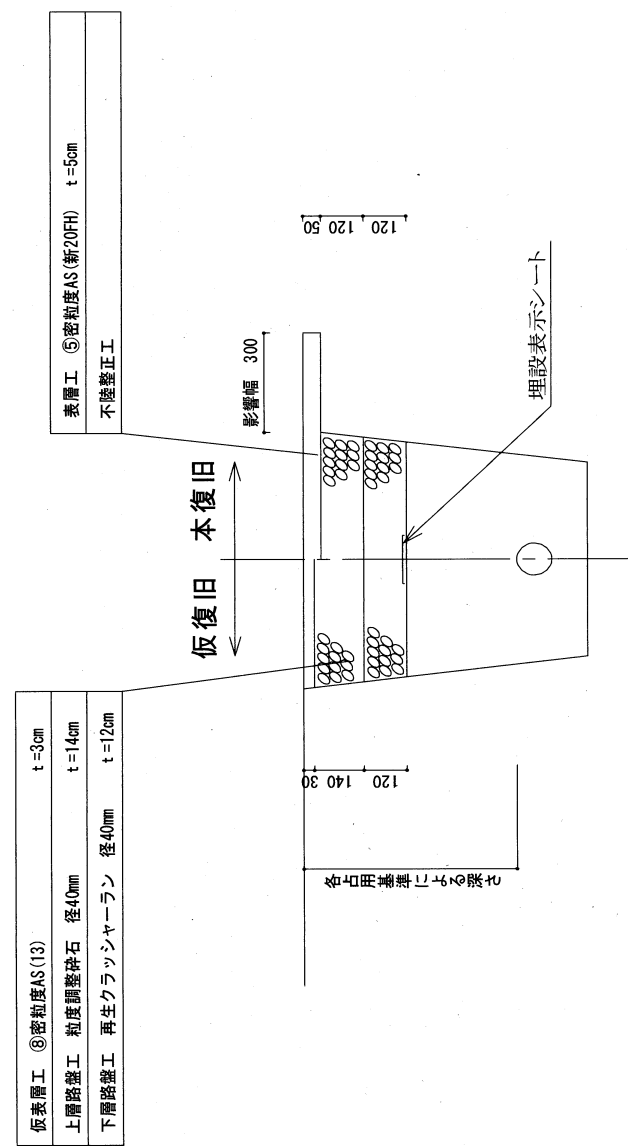 仮表層工 ⑧密粒度AS(13) t=3cm
上層路盤工 粒度調整砕石 径40mm t=14cm
下層路盤工 再生クラッシャーラン 径40mm t=12cm
表層工 ⑤密粒度AS(新20FH) t=5cm
不陸整正工
仮復旧 本復旧
影響幅 300
30
140
120
50
120
120
各占用基準による深さ
埋設表示シート